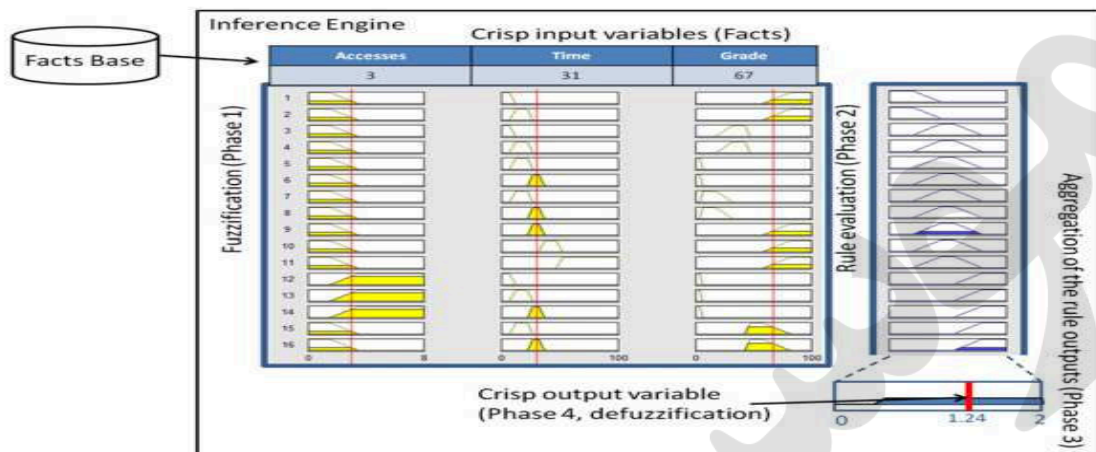 Inference Engine
Facts Base
Crisp input variables (Facts)
Accesses Time Grade
3 31 67
Fuzzification (Phase 1)
1
2
3
4
5
6
7
8
9
10
11
12
13
14
15
16
0 8 0 100 0 100
Rule evaluation (Phase 2)
Aggregation of the rule outputs (Phase 3)
Crisp output variable
(Phase 4, defuzzification)
0 1.24 2